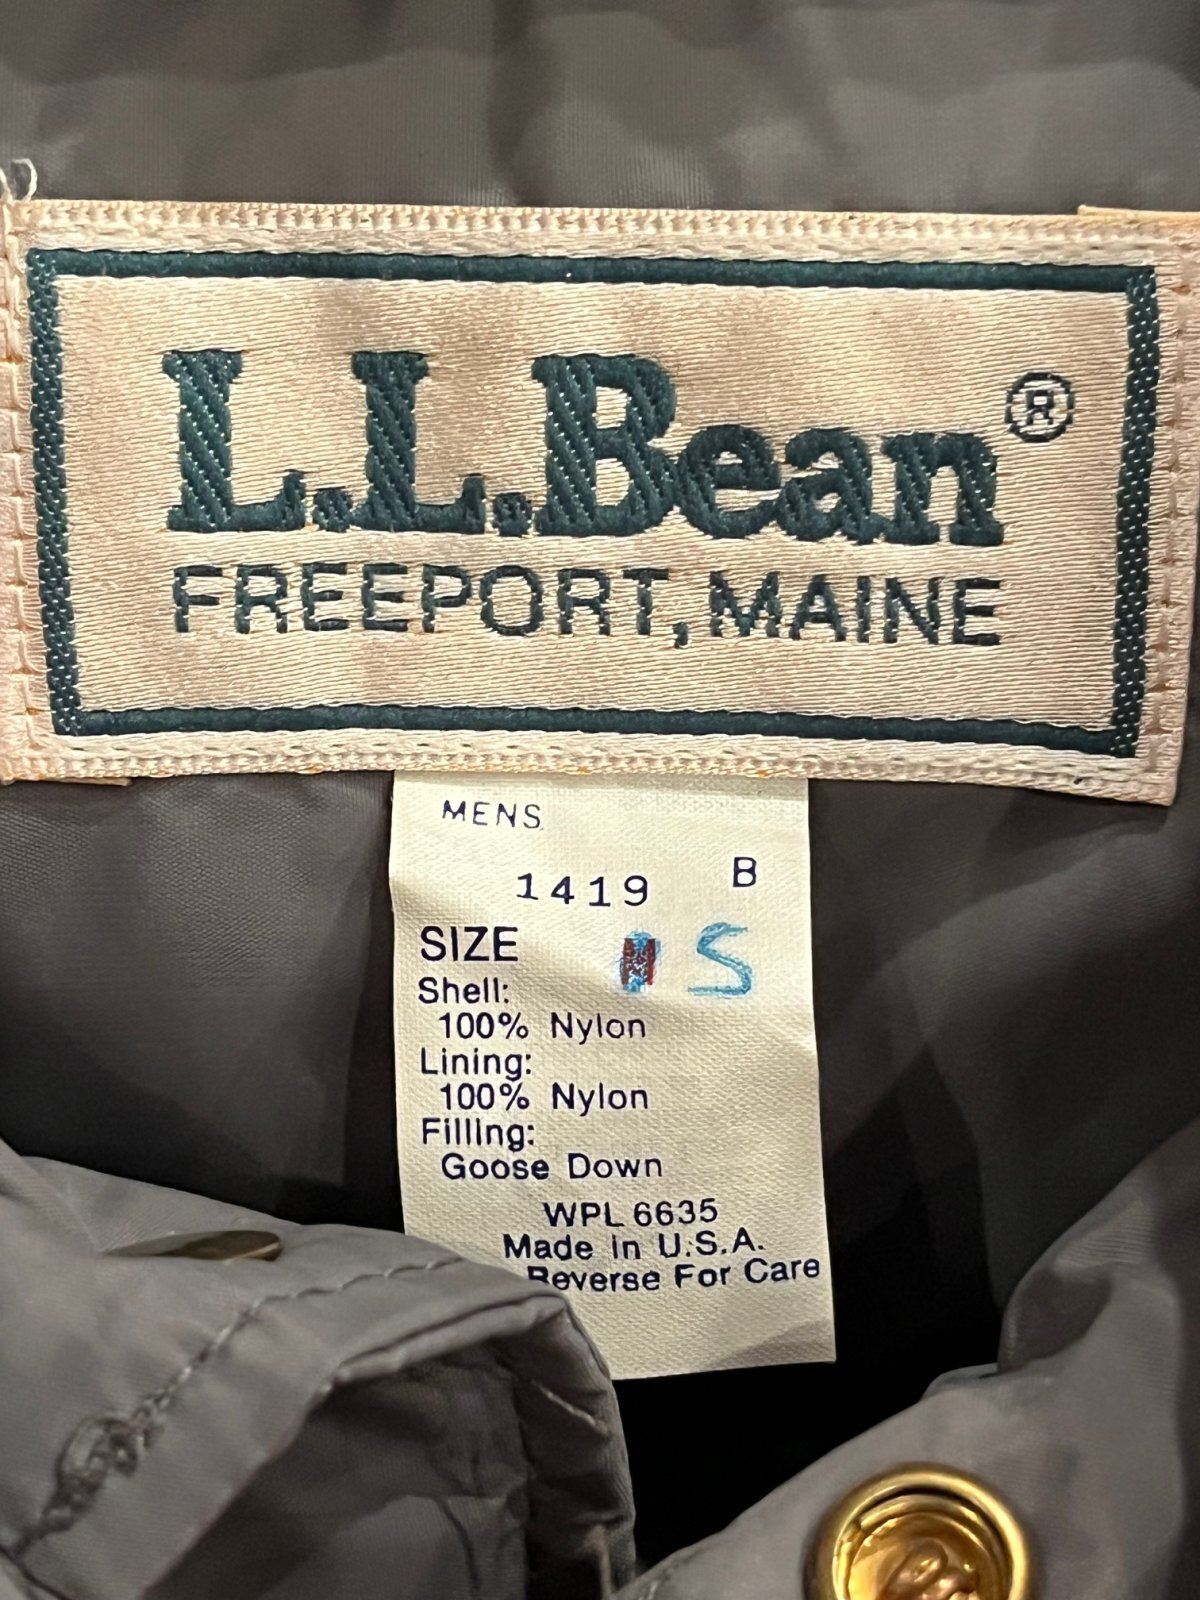 L.L.Bean®
FREEPORT, MAINE
MENS
1419 B
SIZE M S
Shell:
100% Nylon
Lining:
100% Nylon
Filling:
Goose Down
WPL 6635
Made in U.S.A.
Reverse For Care